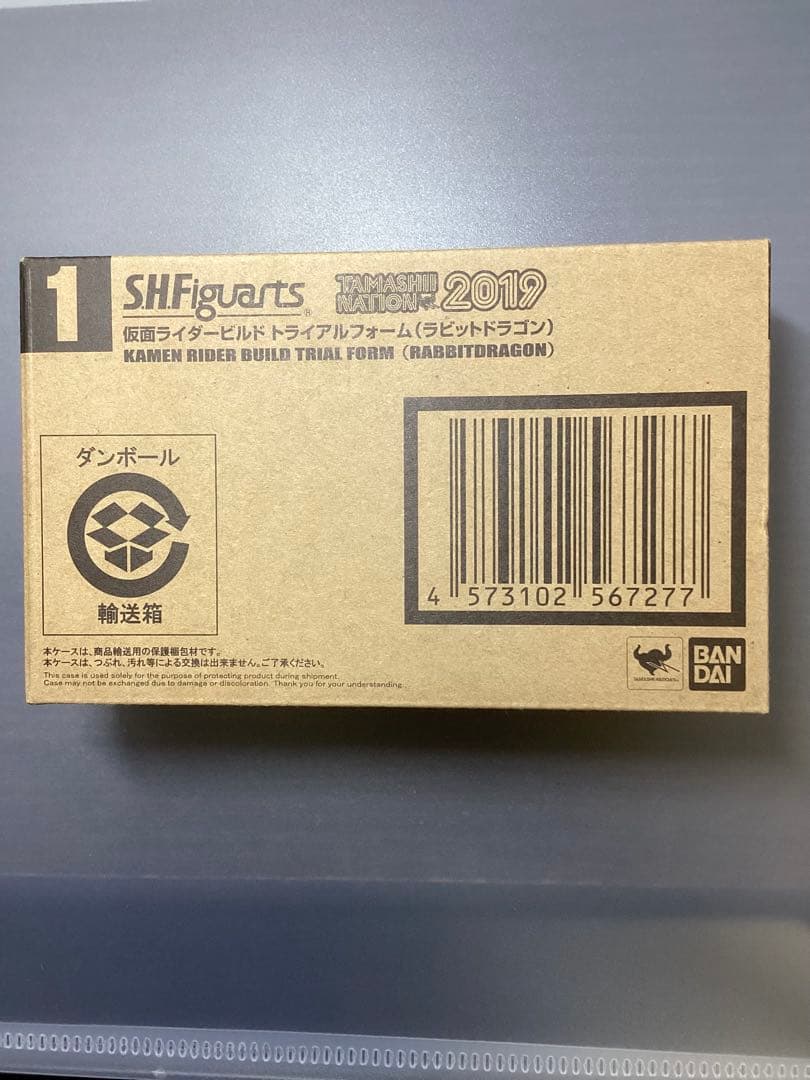 1
S.H.Figuarts® TAMASHII NATION 2019
仮面ライダービルド トライアルフォーム(ラビットドラゴン)
KAMEN RIDER BUILD TRIAL FORM (RABBITDRAGON)
ダンボール
輸送箱
4 573102 567277
本ケースは、商品輸送用の保護梱包材です。
本ケースは、つぶれ、汚れ等による交換は出来ません。ご了承ください。
This case is used solely for the purpose of protecting product during shipment.
Case may not be exchanged due to damage or discoloration. Thank you for your understanding.
BAN
DAI